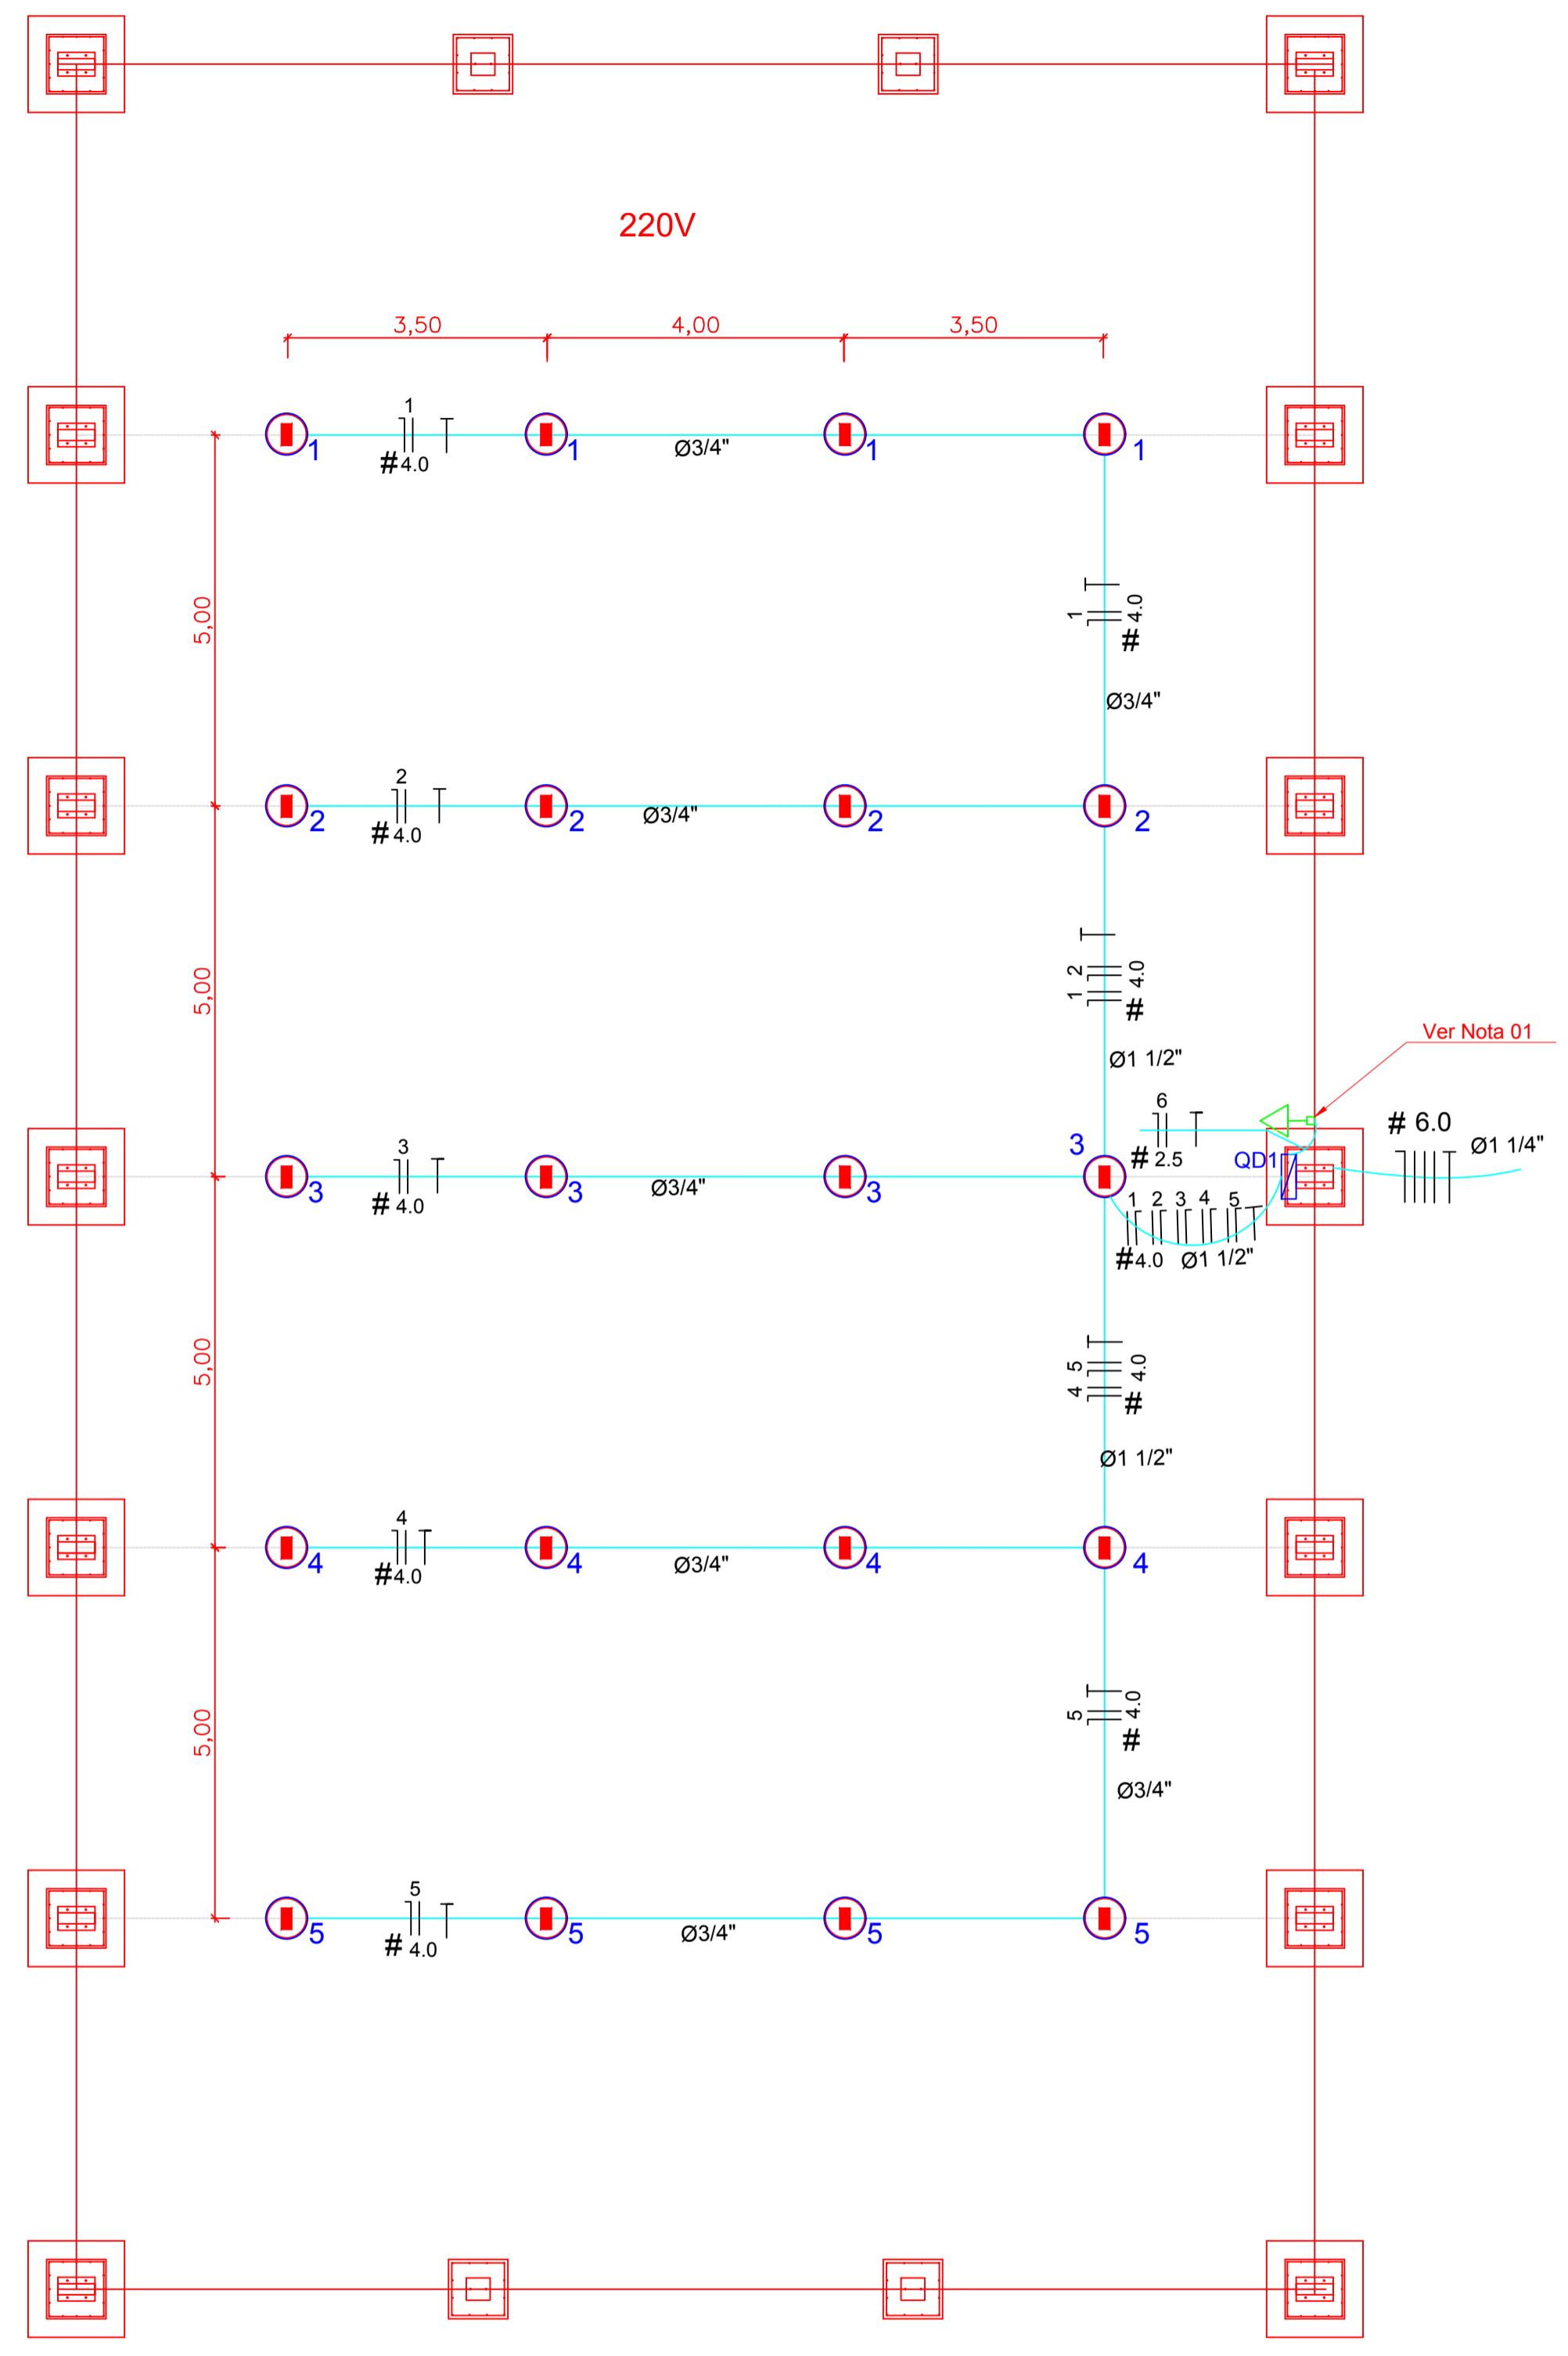 220V
3,50 4,00 3,50
1
#4.0
1 1 Ø3/4" 1 1
5,00
1
#4.0
Ø3/4"
2
#4.0
2 2 Ø3/4" 2 2
5,00
1 2
#4.0
Ø1 1/2"
Ver Nota 01
6
#2.5
# 6.0
Ø1 1/4"
3
QD1
3
#4.0
3 3 Ø3/4" 3
1 2 3 4 5
#4.0 Ø1 1/2"
5,00
4 5
#4.0
Ø1 1/2"
4
#4.0
4 4 Ø3/4" 4 4
5,00
5
#4.0
Ø3/4"
5
#4.0
5 5 Ø3/4" 5 5